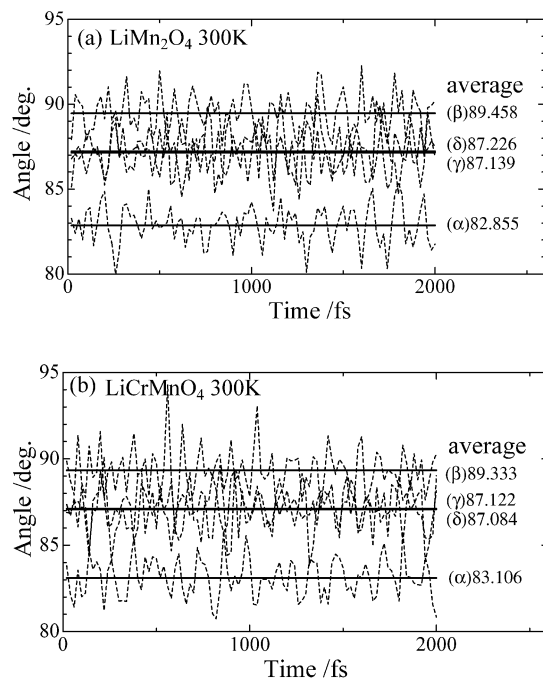 (a) LiMn₂O₄ 300K
95
90
85
80
Angle /deg.
average
(β)89.458
(δ)87.226
(γ)87.139
(α)82.855
0
1000
2000
Time /fs
(b) LiCrMnO₄ 300K
95
90
85
80
Angle /deg.
average
(β)89.333
(γ)87.122
(δ)87.084
(α)83.106
0
1000
2000
Time /fs